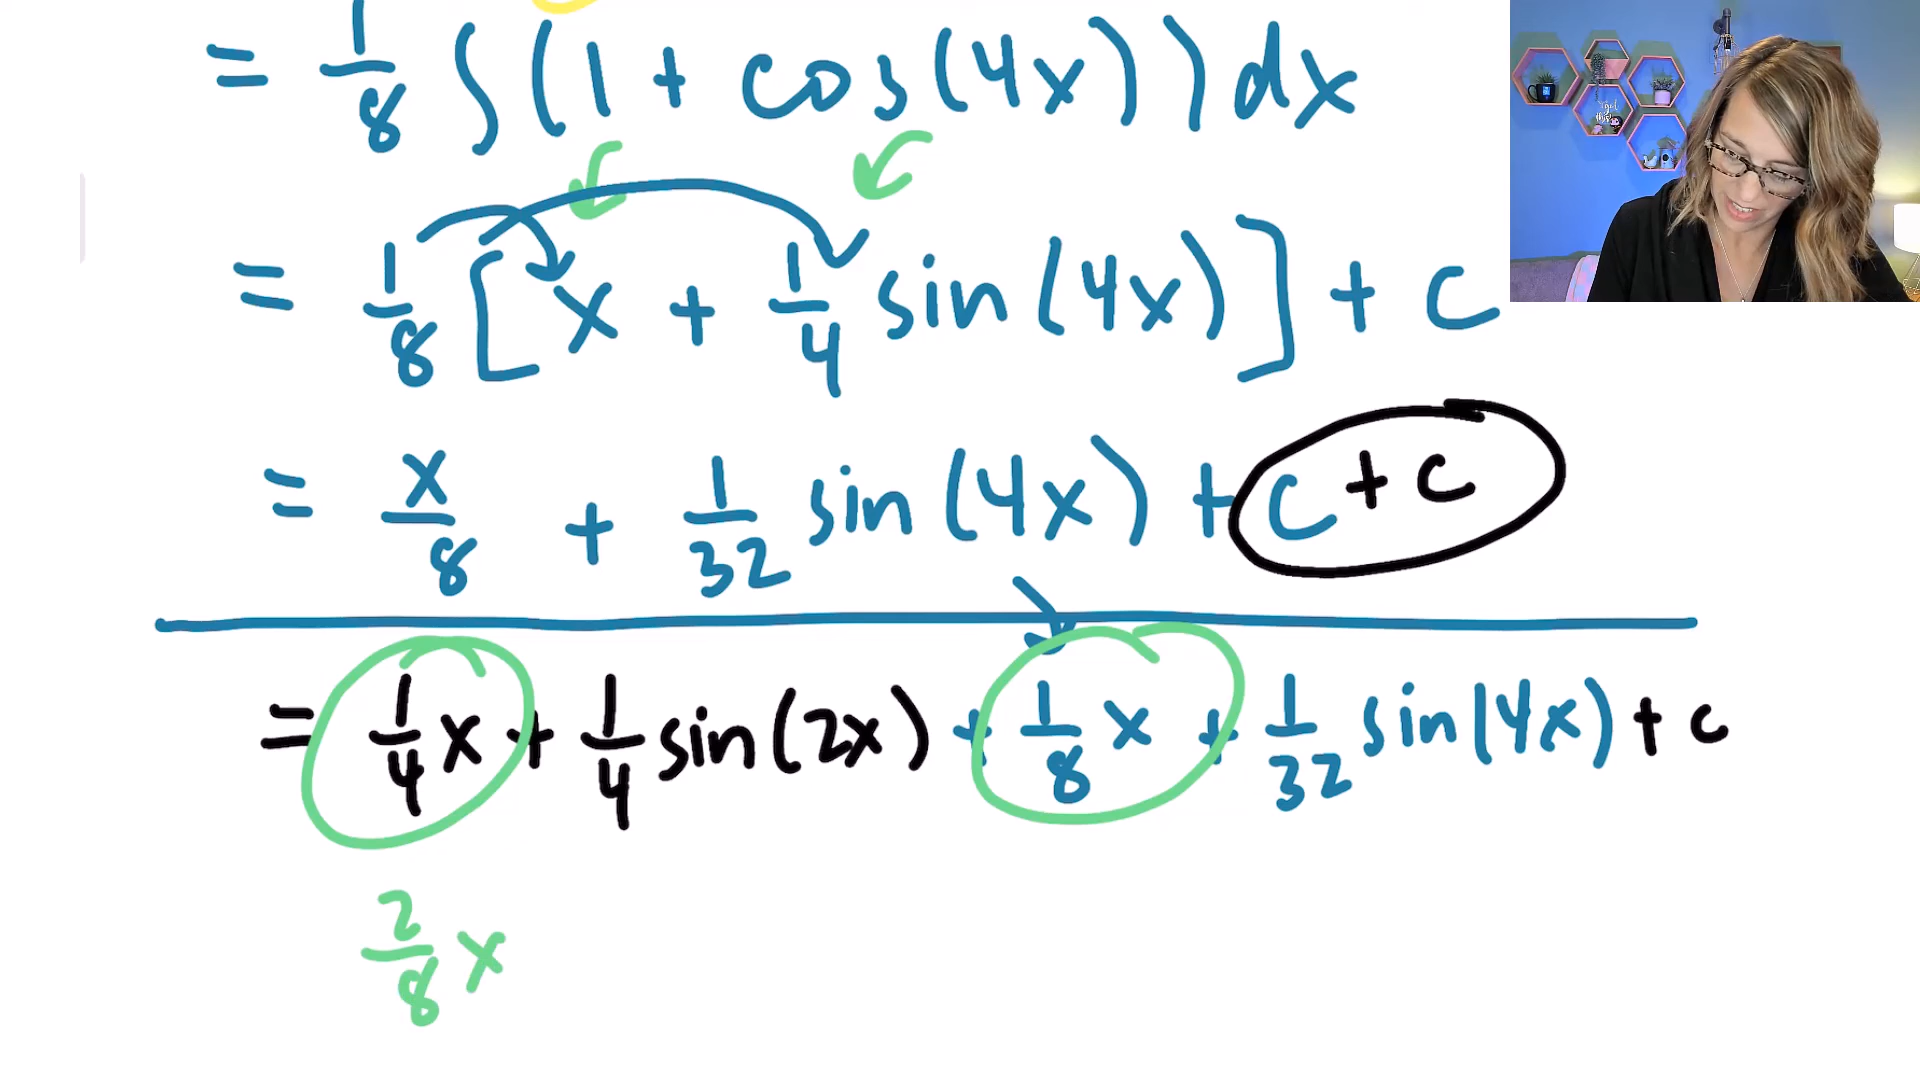 = 1/8 ∫ (1 + cos(4x)) dx
= 1/8 [x + 1/4 sin(4x)] + c
= x/8 + 1/32 sin(4x) + c + c
= 1/4 x + 1/4 sin(2x) + 1/8 x + 1/32 sin(4x) + c
2/8 x